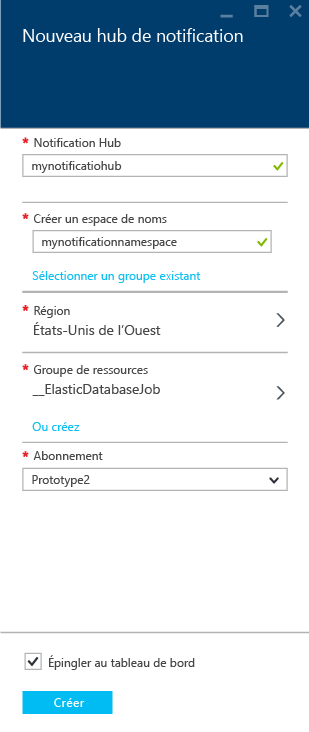 Nouveau hub de notification
* Notification Hub
mynotificatiohub
* Créer un espace de noms
mynotificationnamespace
Sélectionner un groupe existant
* Région
États-Unis de l'Ouest
* Groupe de ressources
__ElasticDatabaseJob
Ou créez
* Abonnement
Prototype2
Épingler au tableau de bord
Créer